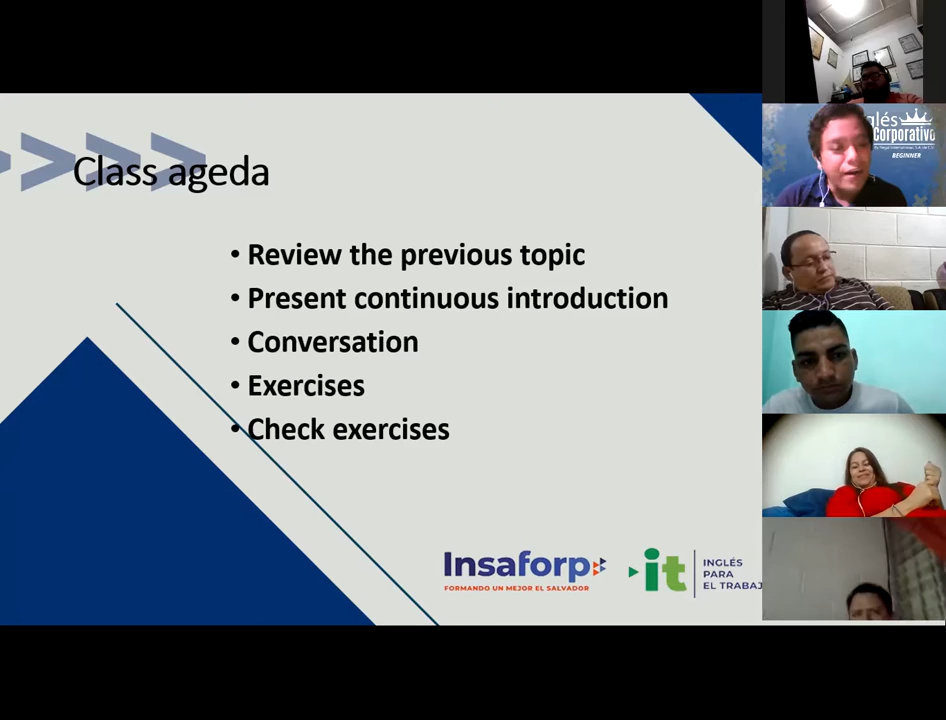 Class ageda
• Review the previous topic
• Present continuous introduction
• Conversation
• Exercises
• Check exercises
Insaforp
FORMANDO UN MEJOR EL SALVADOR
it
INGLÉS
PARA
EL TRABAJ
glés
Corporativo
BEGINNER